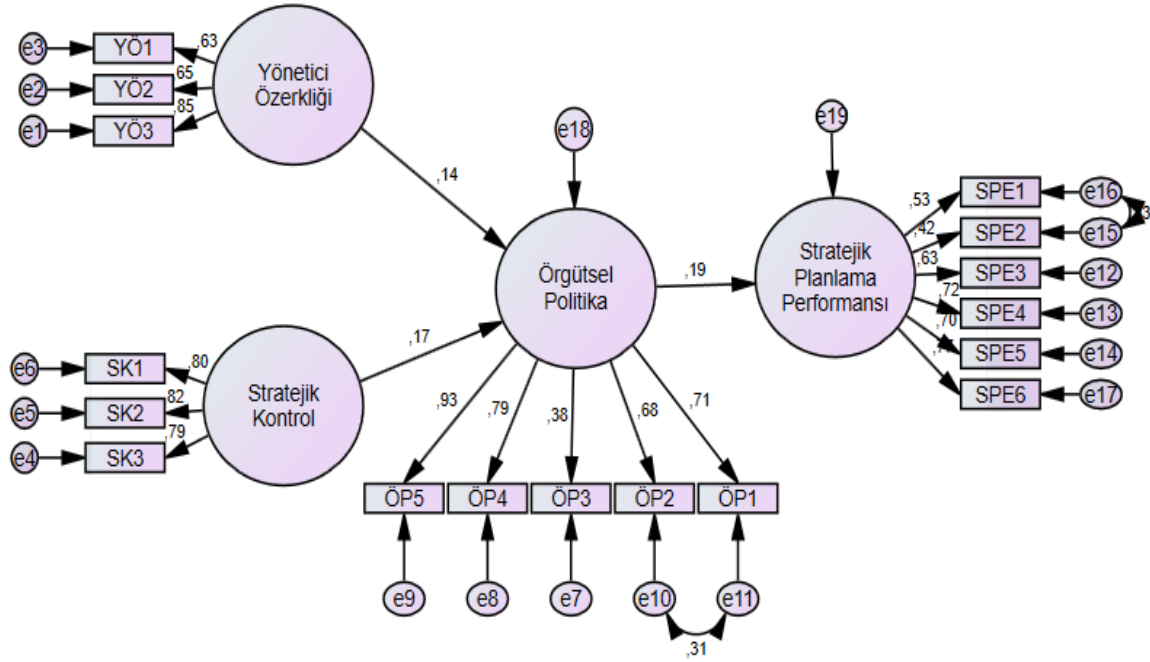 e3
YÖ1
,63
e2
YÖ2
,65
e1
YÖ3
,85
Yönetici
Özerkliği
,14
e18
e19
Örgütsel
Politika
,19
Stratejik
Planlama
Performansı
,53
SPE1
e16
,42
SPE2
e15
,63
SPE3
e12
,72
SPE4
e13
,70
SPE5
e14
SPE6
e17
,17
e6
SK1
,80
e5
SK2
,82
e4
SK3
,79
Stratejik
Kontrol
,93
,79
,38
,68
,71
ÖP5
ÖP4
ÖP3
ÖP2
ÖP1
e9
e8
e7
e10
e11
,31